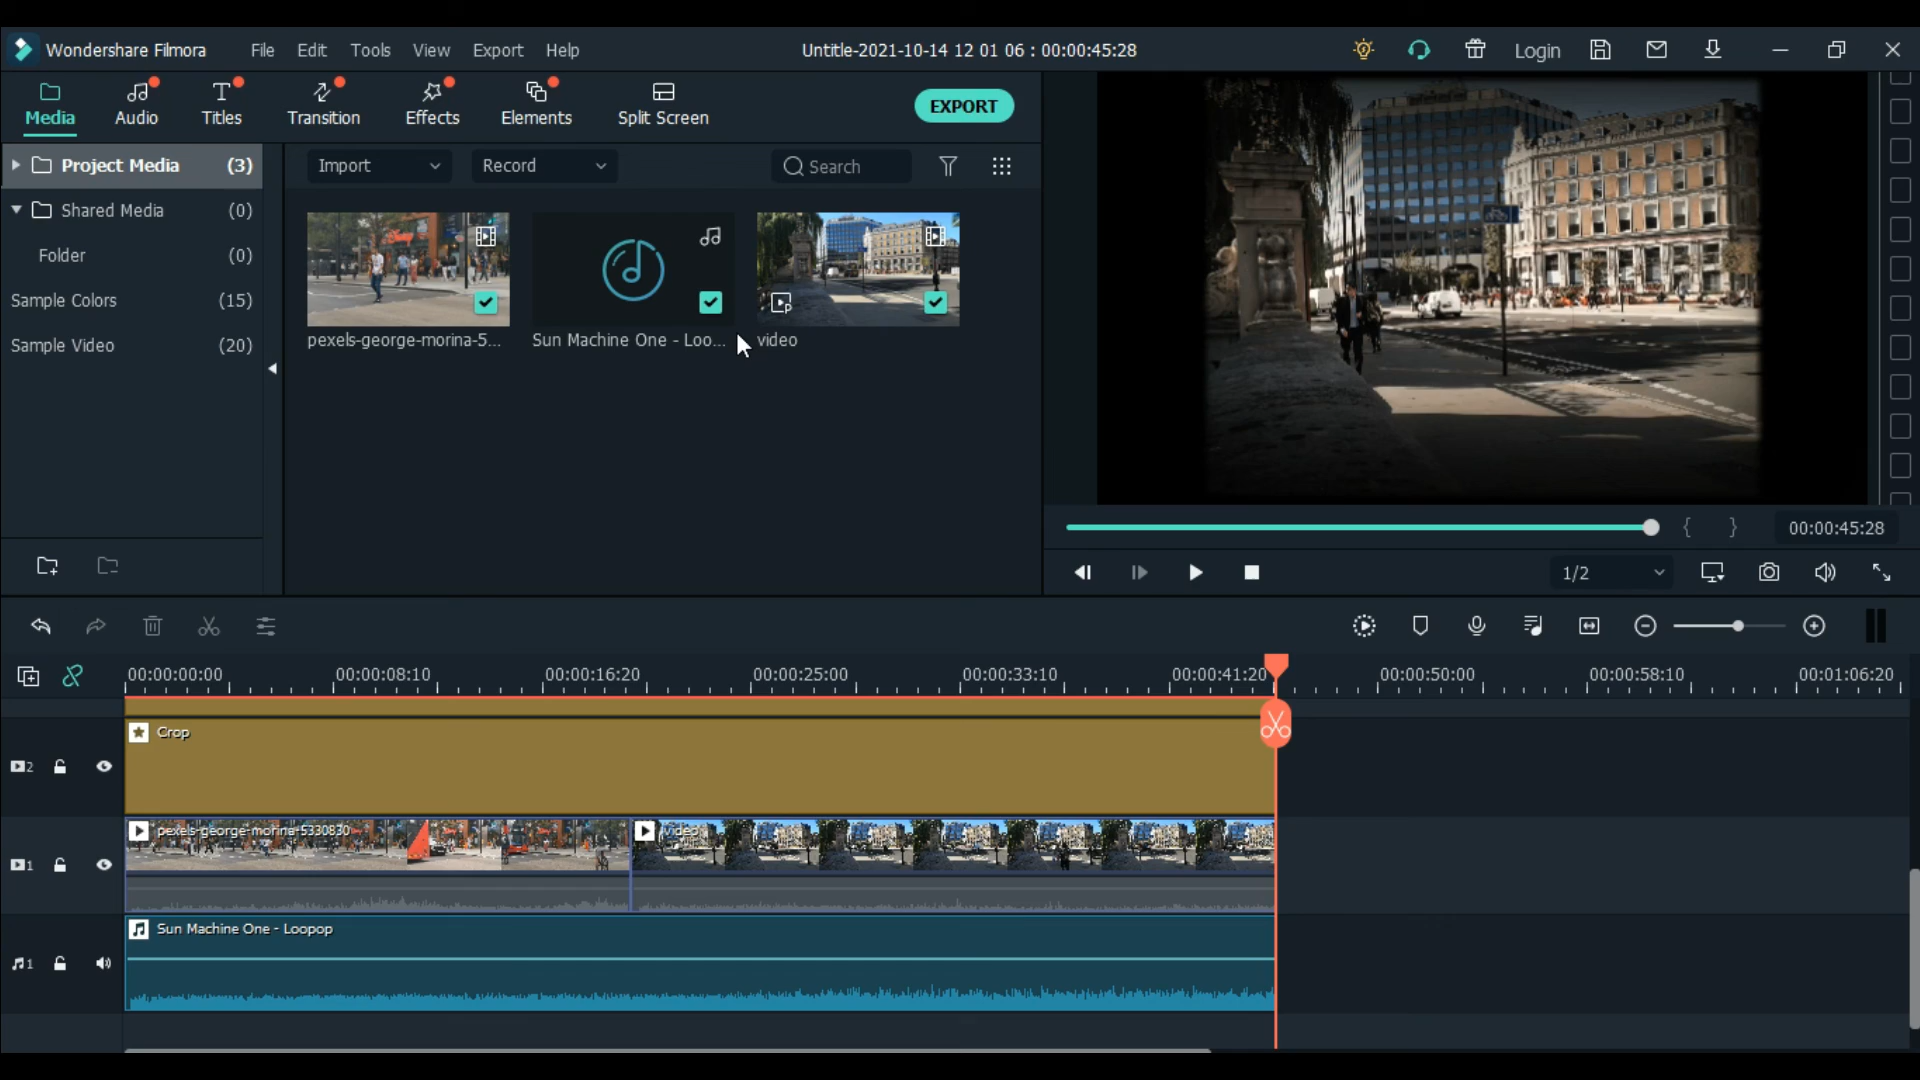 Wondershare Filmora File Edit Tools View Export Help Untitle-2021-10-14 12 01 06 : 00:00:45:28 Login
Media Audio Titles Transition Effects Elements Split Screen EXPORT
Project Media (3)
Shared Media (0)
Folder (0)
Sample Colors (15)
Sample Video (20)
Import Record Search
pexels-george-morina-5... Sun Machine One - Loo... video
00:00:45:28
1/2
00:00:00:00 00:00:08:10 00:00:16:20 00:00:25:00 00:00:33:10 00:00:41:20 00:00:50:00 00:00:58:10 00:01:06:20
Crop
2
pexels-george-morina-5330830 video
1
Sun Machine One - Loopop
1